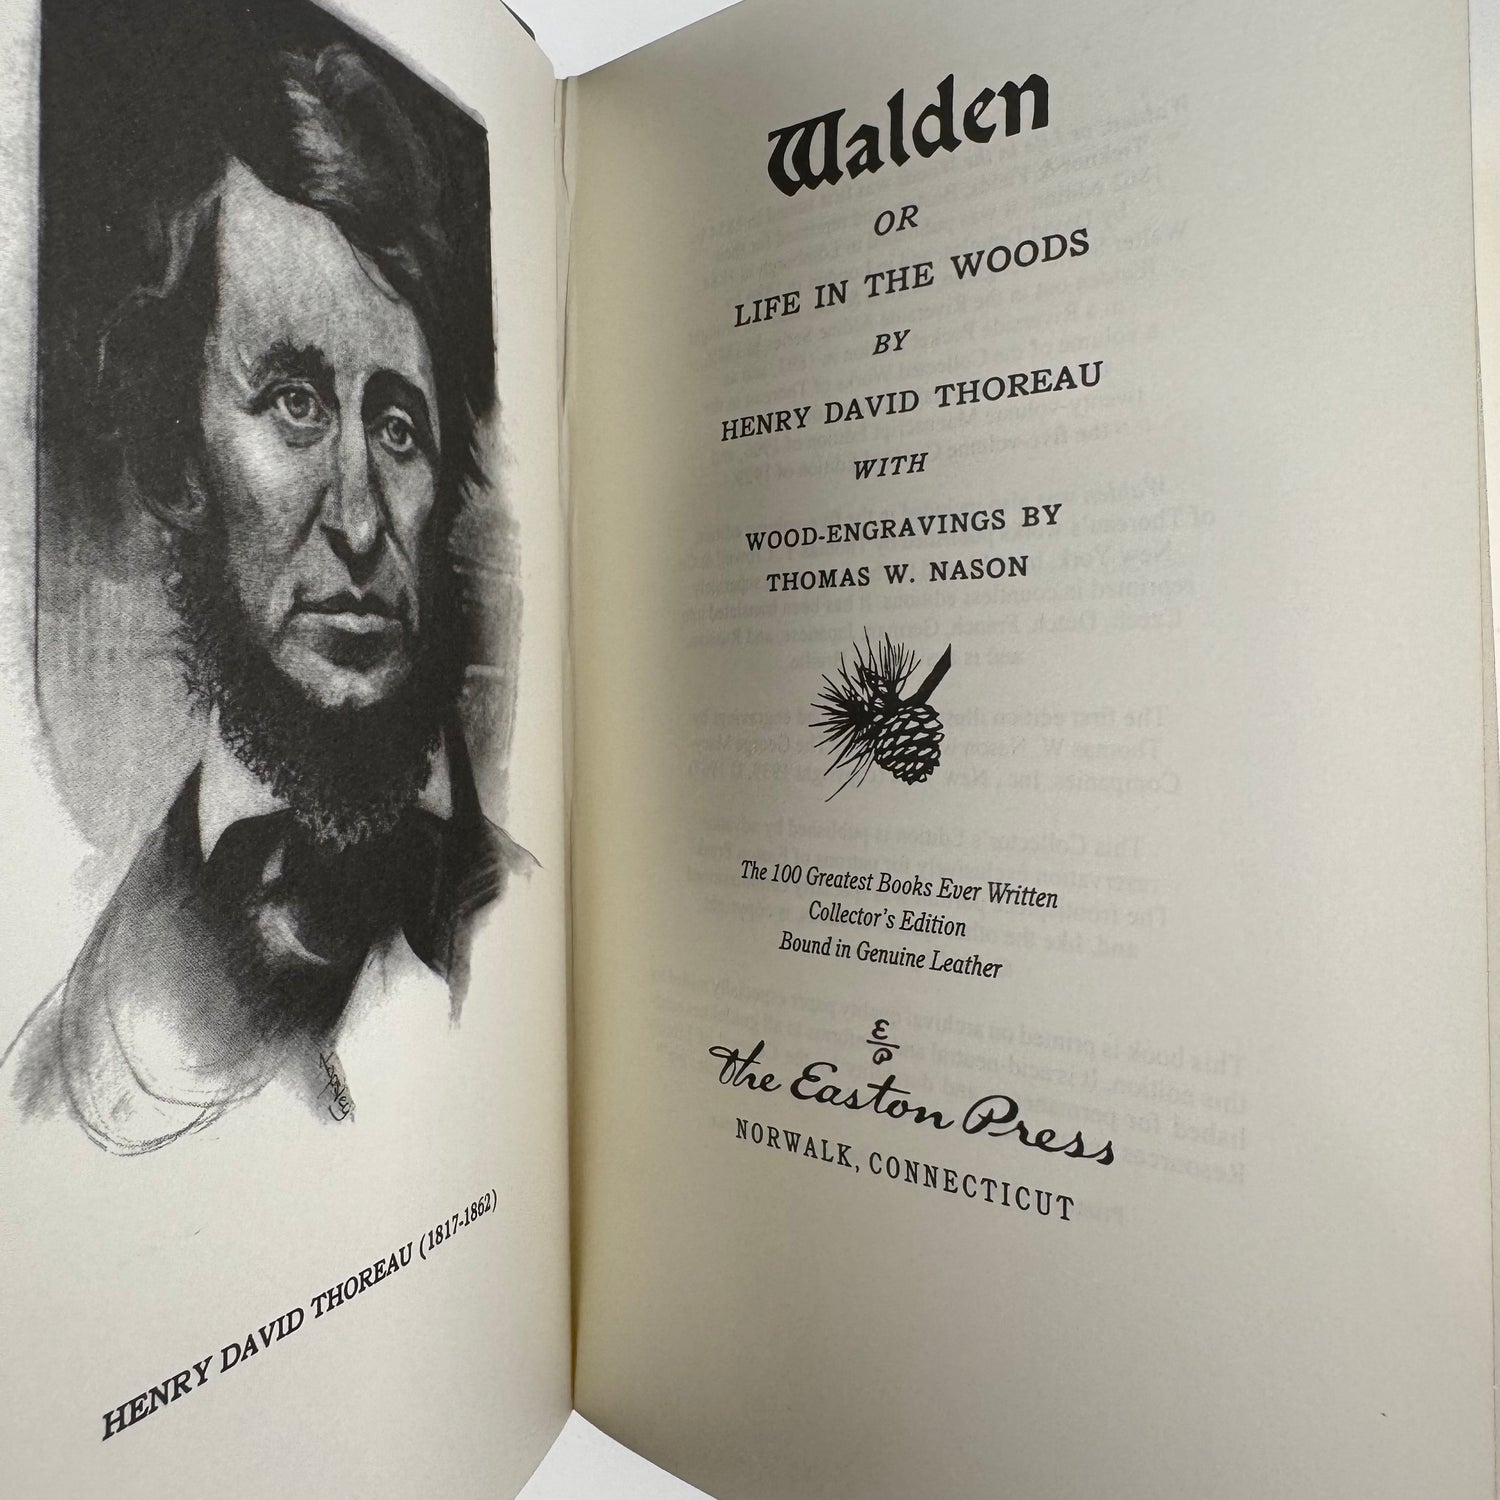 HENRY DAVID THOREAU (1817-1862)
Walden
OR
LIFE IN THE WOODS
BY
HENRY DAVID THOREAU
WITH
WOOD-ENGRAVINGS BY
THOMAS W. NASON
The 100 Greatest Books Ever Written
Collector's Edition
Bound in Genuine Leather
The Easton Press
NORWALK, CONNECTICUT